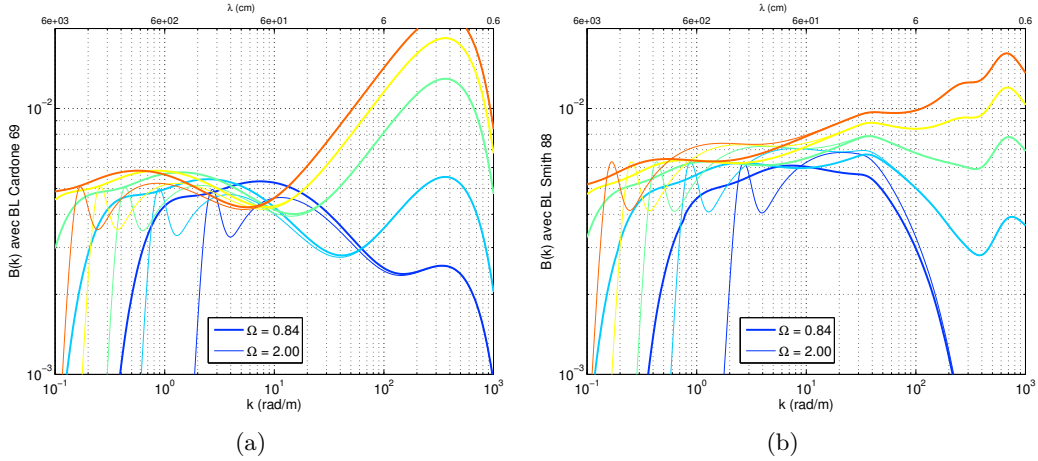 λ (cm)
6e+003 6e+02 6e+01 6 0.6
B(k) avec BL Cardone 69
10⁻²
10⁻³
Ω = 0.84
Ω = 2.00
10⁻¹ 10⁰ 10¹ 10² 10³
k (rad/m)
(a)
λ (cm)
6e+003 6e+02 6e+01 6 0.6
B(k) avec BL Smith 88
10⁻²
10⁻³
Ω = 0.84
Ω = 2.00
10⁻¹ 10⁰ 10¹ 10² 10³
k (rad/m)
(b)